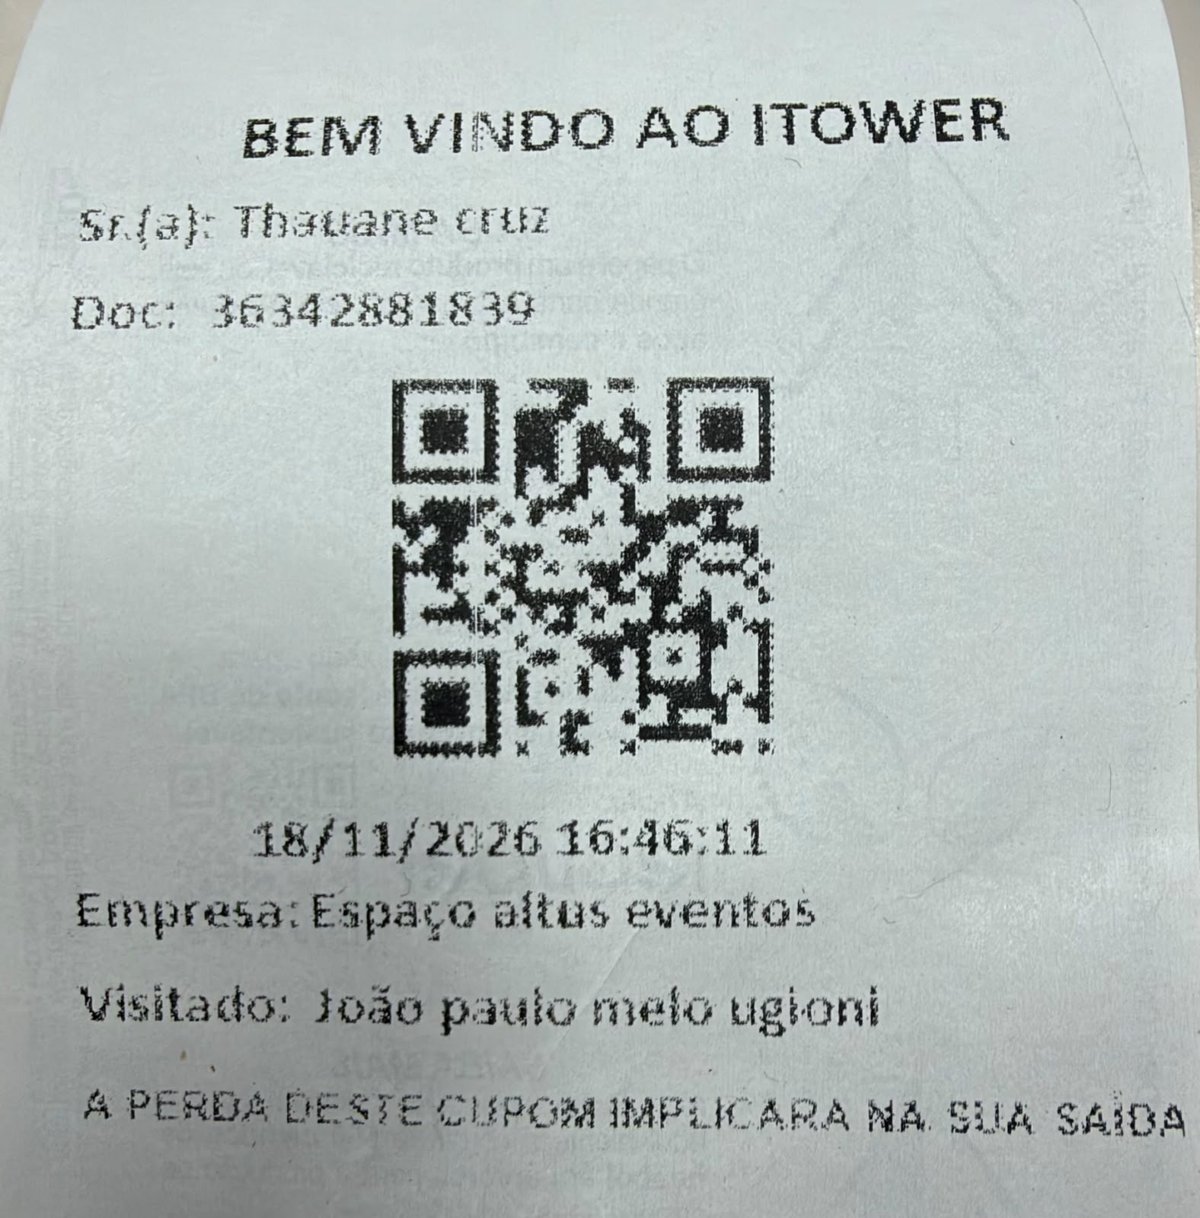 BEM VINDO AO ITOWER
Sr.(a): Thauane cruz
Doc: 36342881839
18/11/2026 16:46:11
Empresa: Espaço altus eventos
Visitado: João paulo melo ugioni
A PERDA DESTE CUPOM IMPLICARA NA SUA SAÍDA